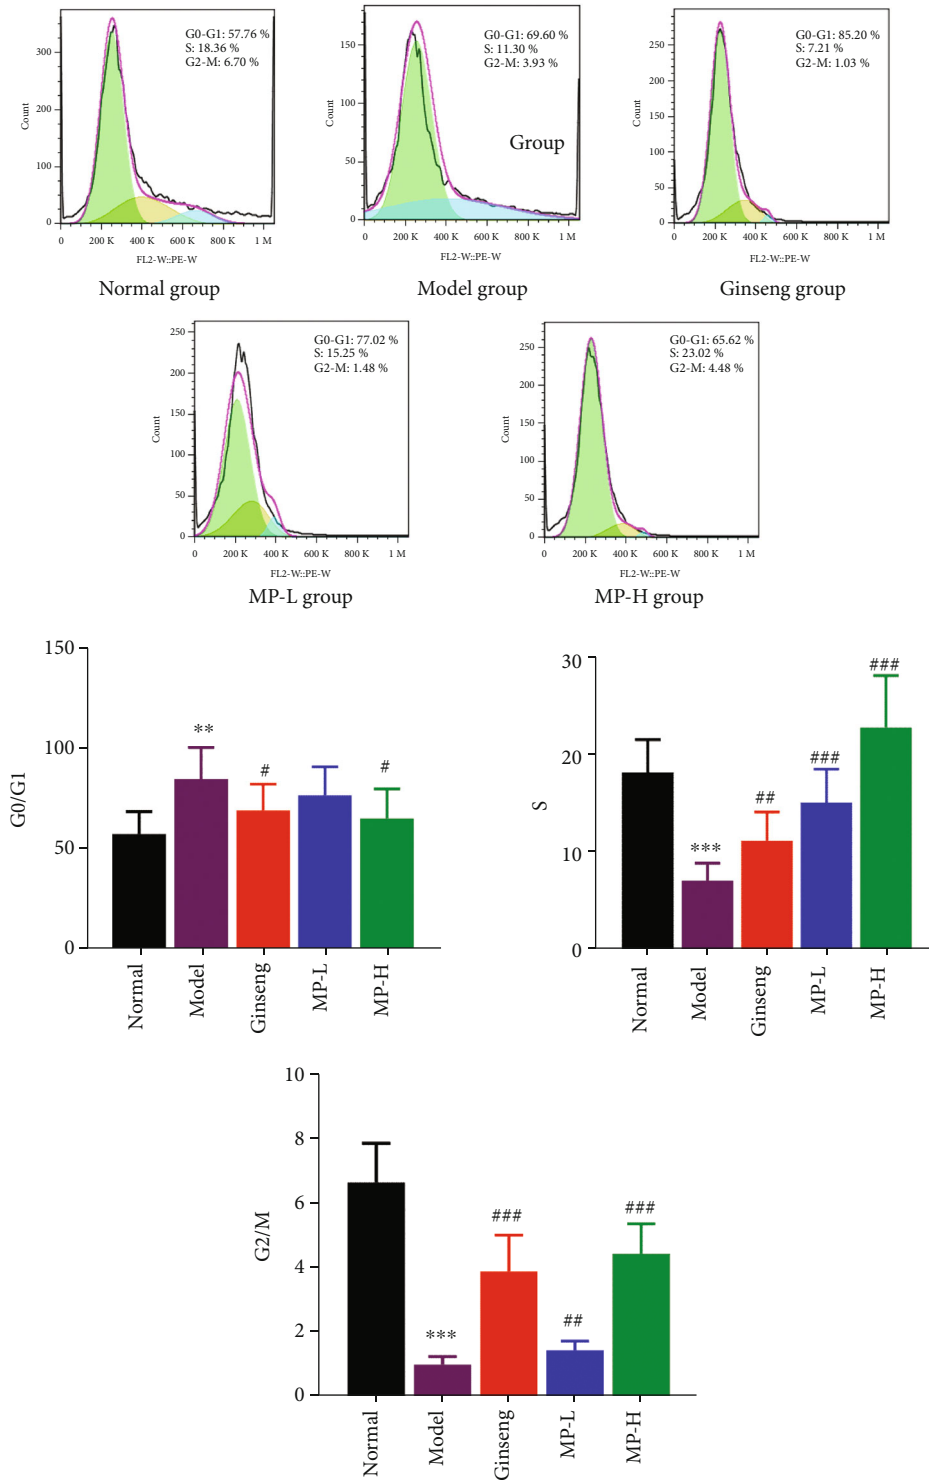 G0-G1: 57.76 %
S: 18.36 %
G2-M: 6.70 %
300
200
100
0
Count
0 200 K 400 K 600 K 800 K 1 M
FL2-W::PE-W
Normal group
G0-G1: 69.60 %
S: 11.30 %
G2-M: 3.93 %
Group
150
100
50
0
Count
0 200 K 400 K 600 K 800 K 1 M
FL2-W::PE-W
Model group
G0-G1: 85.20 %
S: 7.21 %
G2-M: 1.03 %
250
200
150
100
50
0
Count
0 200 K 400 K 600 K 800 K 1 M
FL2-W::PE-W
Ginseng group
G0-G1: 77.02 %
S: 15.25 %
G2-M: 1.48 %
250
200
150
100
50
0
Count
0 200 K 400 K 600 K 800 K 1 M
FL2-W::PE-W
MP-L group
G0-G1: 65.62 %
S: 23.02 %
G2-M: 4.48 %
250
200
150
100
50
0
Count
0 200 K 400 K 600 K 800 K 1 M
FL2-W::PE-W
MP-H group
150
100
50
0
G0/G1
**
#
#
Normal
Model
Ginseng
MP-L
MP-H
30
20
10
0
S
***
##
###
###
Normal
Model
Ginseng
MP-L
MP-H
10
8
6
4
2
0
G2/M
***
###
##
###
Normal
Model
Ginseng
MP-L
MP-H